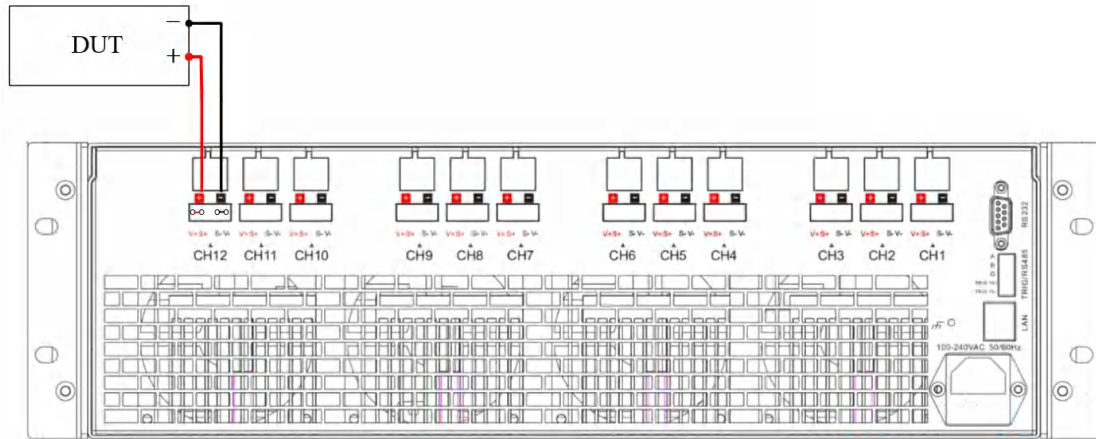 DUT
−
+
+ − + − + − + − + − + − + − + − + − + − + − + −
V+S+ S-V- V+S+ S-V- V+S+ S-V- V+S+ S-V- V+S+ S-V- V+S+ S-V- V+S+ S-V- V+S+ S-V- V+S+ S-V- V+S+ S-V- V+S+ S-V- V+S+ S-V-
CH12 CH11 CH10 CH9 CH8 CH7 CH6 CH5 CH4 CH3 CH2 CH1
RS232
A
B
G
TRIG/RS485
LAN
100-240VAC 50/60Hz